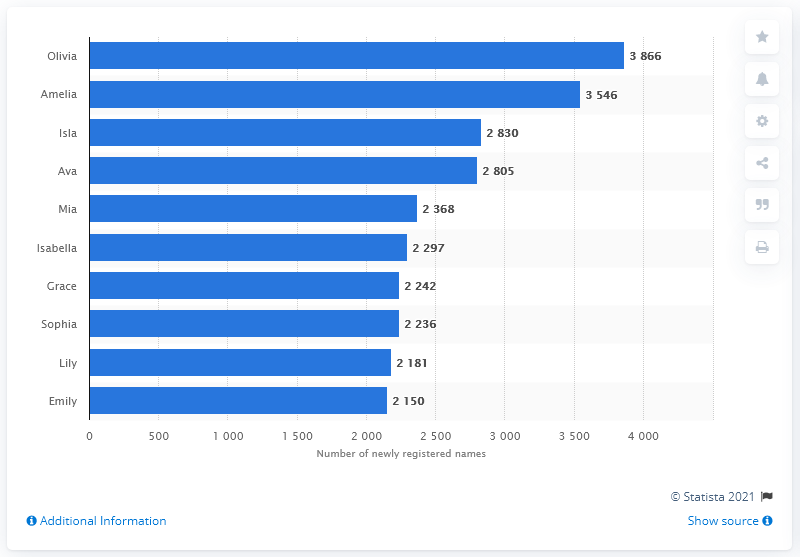 Olivia 3 866
Amelia 3 546
Isla 2 830
Ava 2 805
Mia 2 368
Isabella 2 297
Grace 2 242
Sophia 2 236
Lily 2 181
Emily 2 150
0 500 1 000 1 500 2 000 2 500 3 000 3 500 4 000
Number of newly registered names
© Statista 2021
Additional Information Show source